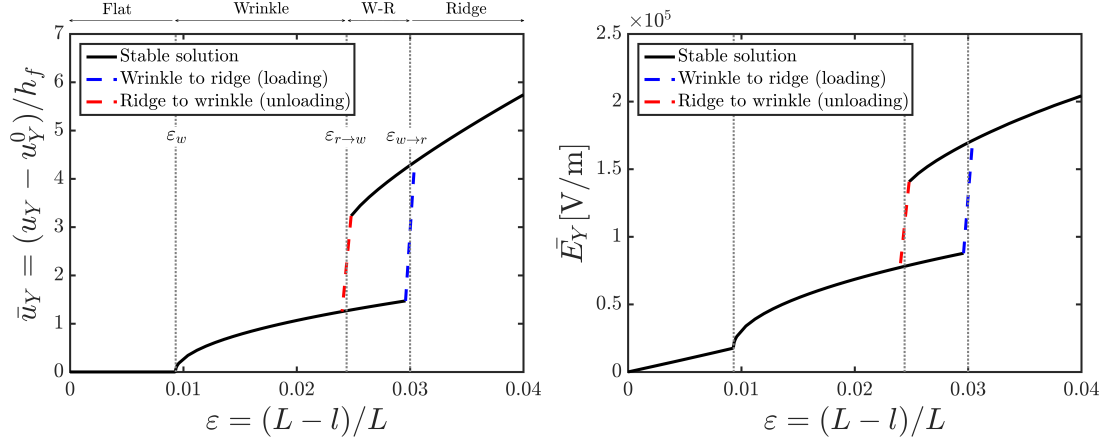 Flat Wrinkle W-R Ridge
7
6
5
4
3
2
1
0
ū_Y = (u_Y − u_Y^0)/h_f
Stable solution
Wrinkle to ridge (loading)
Ridge to wrinkle (unloading)
ε_w ε_{r→w} ε_{w→r}
0 0.01 0.02 0.03 0.04
ε = (L − l)/L
×10^5
2.5
2
1.5
1
0.5
0
Ē_Y[V/m]
Stable solution
Wrinkle to ridge (loading)
Ridge to wrinkle (unloading)
0 0.01 0.02 0.03 0.04
ε = (L − l)/L